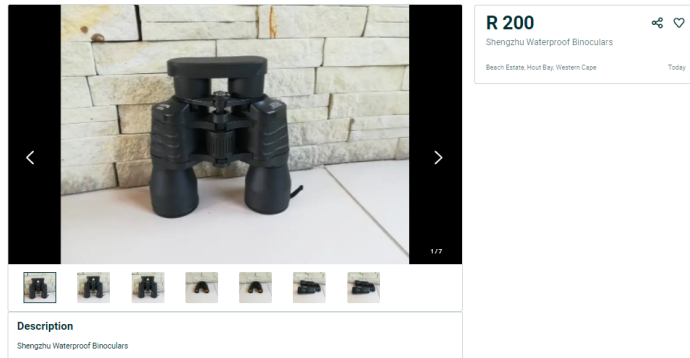 R 200
Shengzhu Waterproof Binoculars
Beach Estate, Hout Bay, Western Cape
Today
1 / 7
Description
Shengzhu Waterproof Binoculars